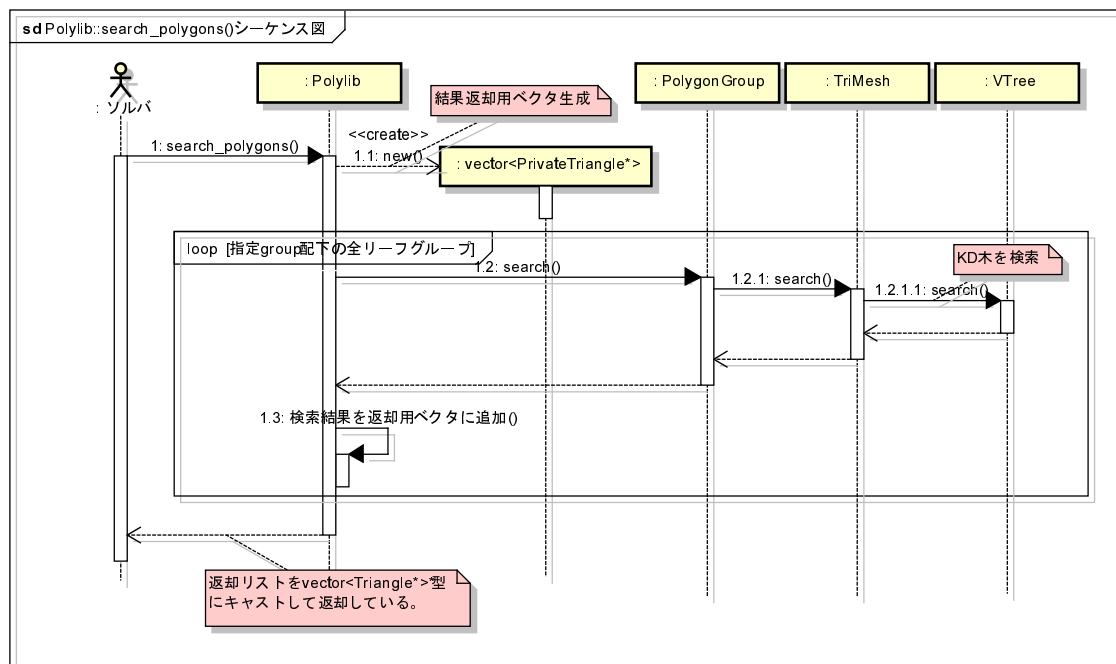 sd Polylib::search_polygons()シーケンス図
: ソルバ
: Polylib
: PolygonGroup
: TriMesh
: VTree
結果返却用ベクタ生成
<<create>>
1: search_polygons()
1.1: new()
: vector<PrivateTriangle*>
loop [指定group配下の全リーフグループ]
KD木を検索
1.2: search()
1.2.1: search()
1.2.1.1: search()
1.3: 検索結果を返却用ベクタに追加()
返却リストをvector<Triangle*>*型
にキャストして返却している。